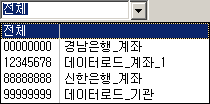 전체
전체
00000000 경남은행_계좌
12345678 데이터로드_계좌_1
88888888 신한은행_계좌
99999999 데이터로드_기관